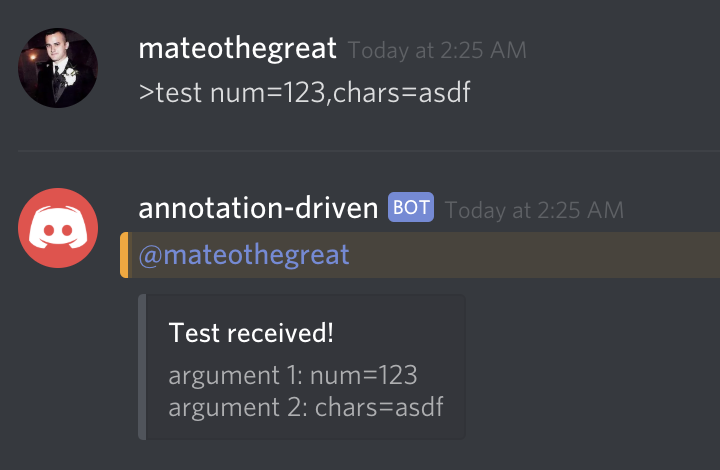 mateothegreat Today at 2:25 AM
>test num=123,chars=asdf
annotation-driven BOT Today at 2:25 AM
@mateothegreat
Test received!
argument 1: num=123
argument 2: chars=asdf